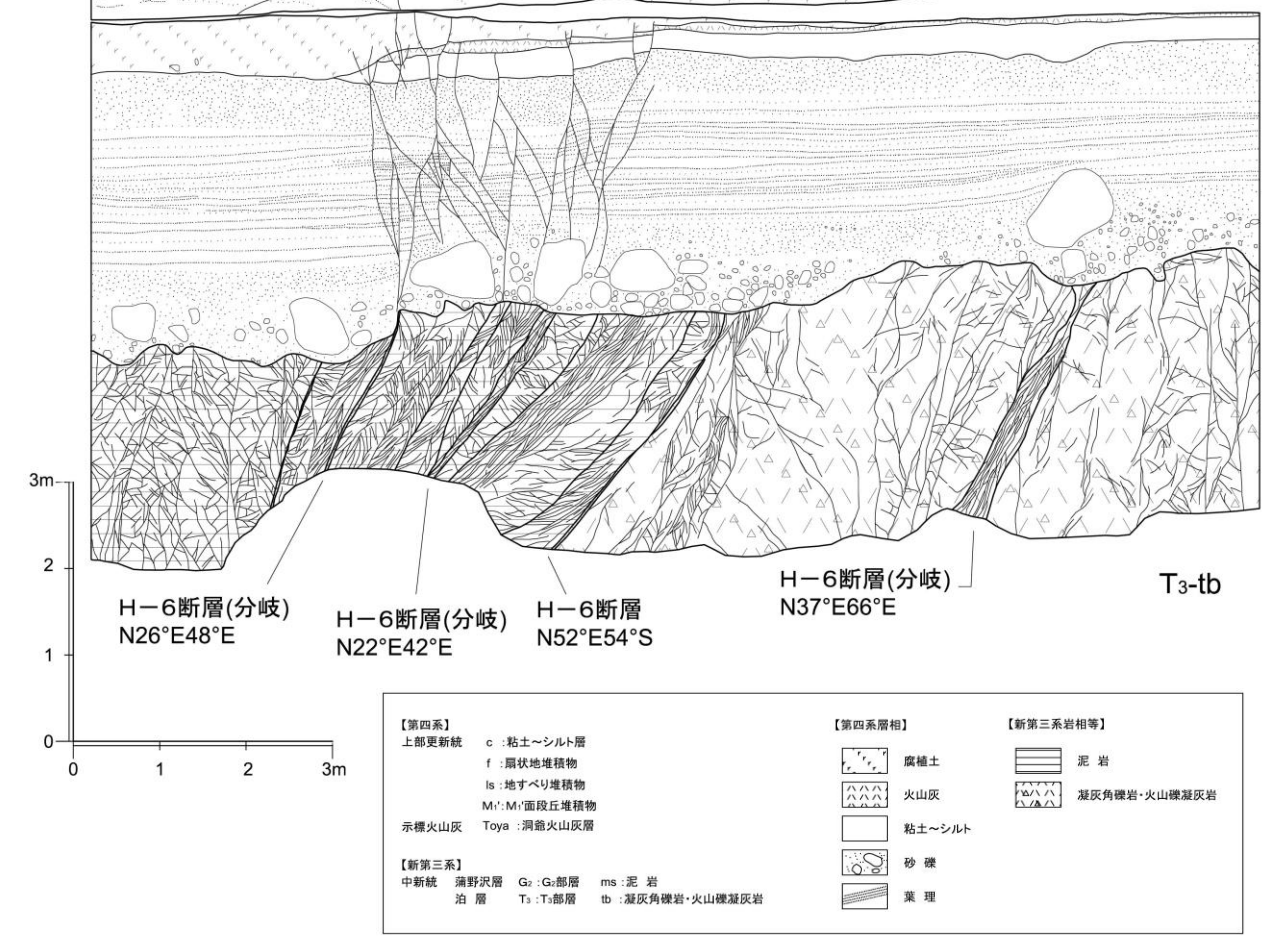 3m
2
1
0
0
1
2
3m
H－6断層(分岐)
N26°E48°E
H－6断層(分岐)
N22°E42°E
H－6断層
N52°E54°S
H－6断層(分岐)
N37°E66°E
T3-tb
【第四系】
上部更新統 c ：粘土～シルト層
f ：扇状地堆積物
ls ：地すべり堆積物
M1'：M1'面段丘堆積物
示標火山灰 Toya ：洞爺火山灰層
【新第三系】
中新統 蒲野沢層 G2 ：G2部層 ms ：泥 岩
泊 層 T3 ：T3部層 tb ：凝灰角礫岩・火山礫凝灰岩
【第四系層相】
腐植土
火山灰
粘土～シルト
砂 礫
葉 理
【新第三系岩相等】
泥 岩
凝灰角礫岩・火山礫凝灰岩